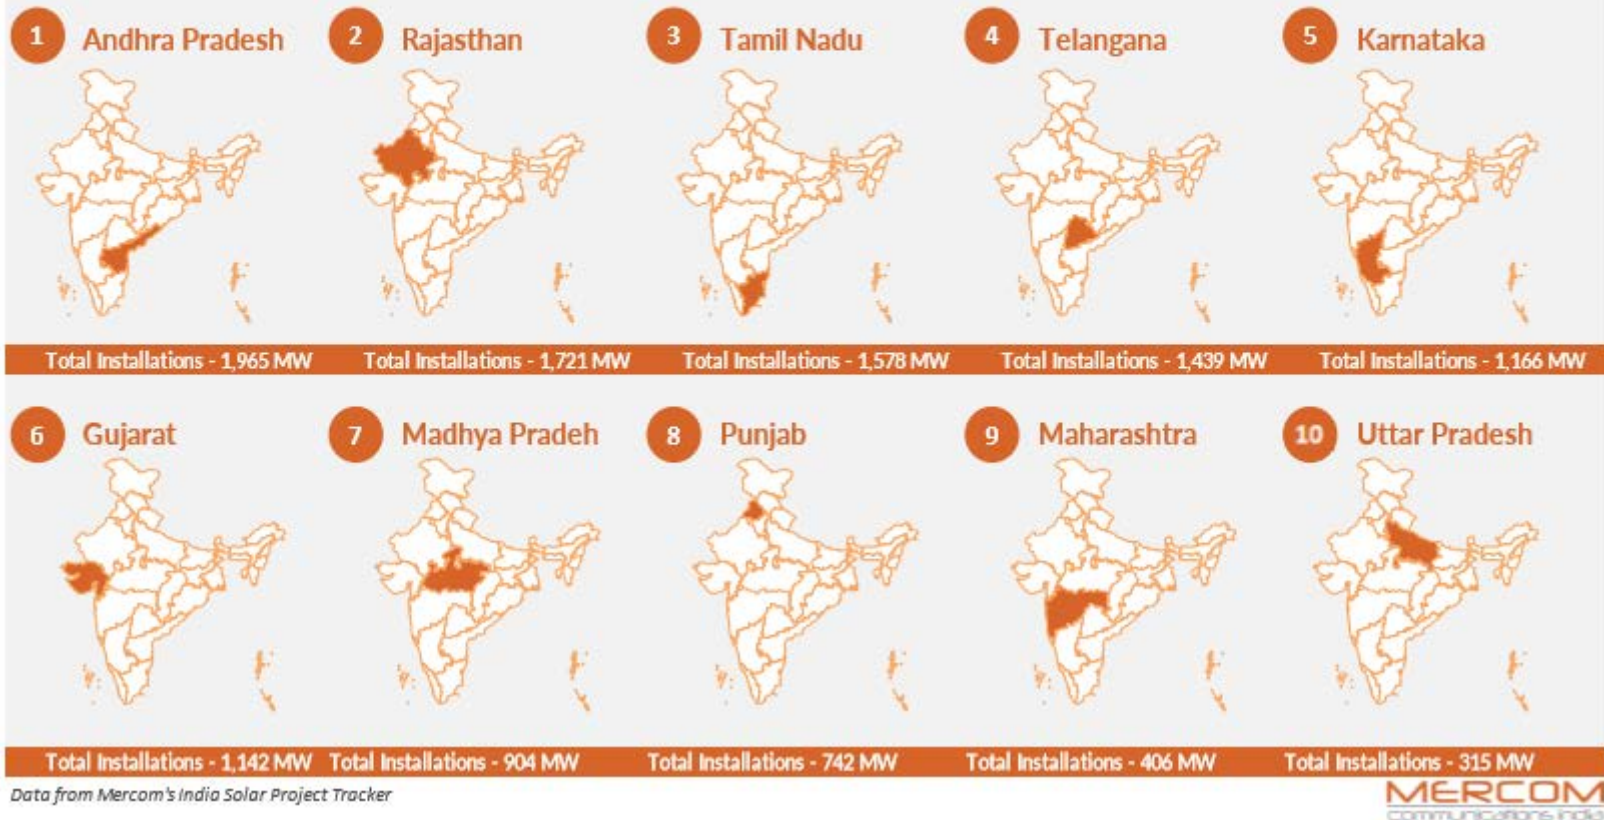 1 Andhra Pradesh
2 Rajasthan
3 Tamil Nadu
4 Telangana
5 Karnataka
Total Installations - 1,965 MW
Total Installations - 1,721 MW
Total Installations - 1,578 MW
Total Installations - 1,439 MW
Total Installations - 1,166 MW
6 Gujarat
7 Madhya Pradeh
8 Punjab
9 Maharashtra
10 Uttar Pradesh
Total Installations - 1,142 MW
Total Installations - 904 MW
Total Installations - 742 MW
Total Installations - 406 MW
Total Installations - 315 MW
Data from Mercom's India Solar Project Tracker
MERCOM
communications india